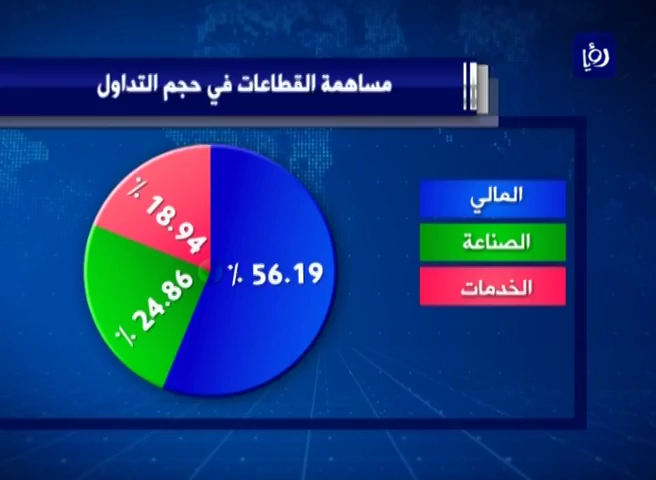 رؤيا
مساهمة القطاعات في حجم التداول
المالي
الصناعة
الخدمات
% 18.94
% 56.19
% 24.86